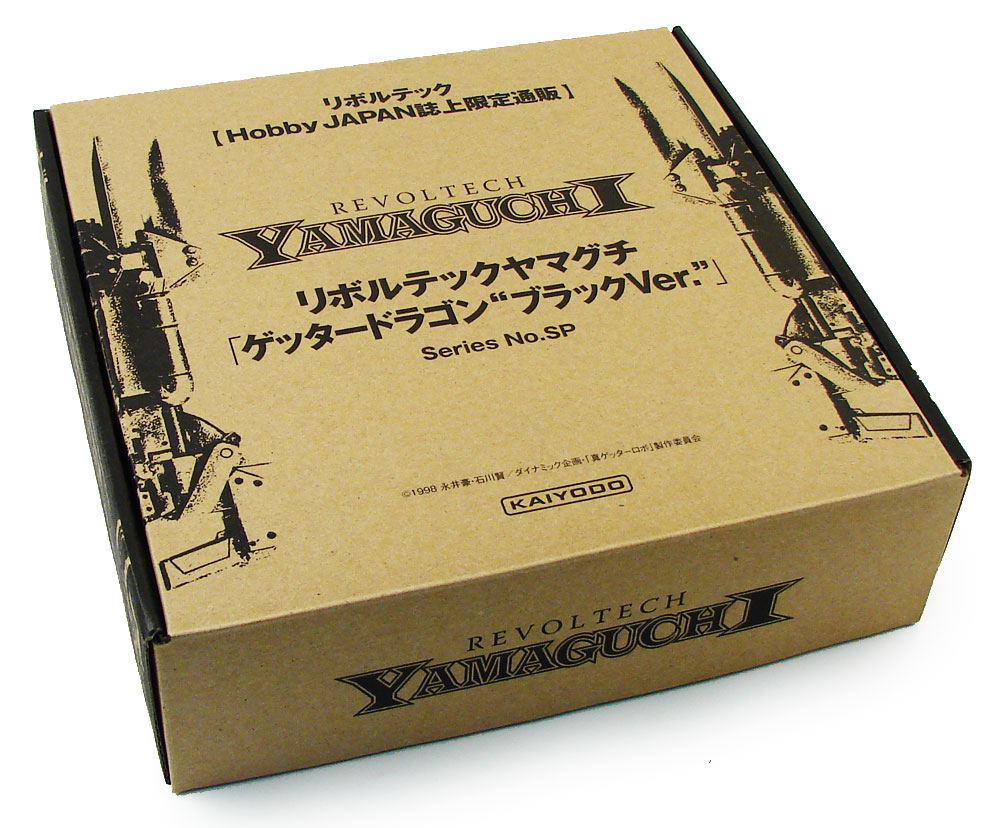 リボルテック
【Hobby JAPAN誌上限定通販】
REVOLTECH
YAMAGUCHI
リボルテックヤマグチ
「ゲッタードラゴン“ブラックVer.”」
Series No.SP
©1998 永井豪・石川賢／ダイナミック企画・「真ゲッターロボ」製作委員会
KAIYODO
REVOLTECH
YAMAGUCHI